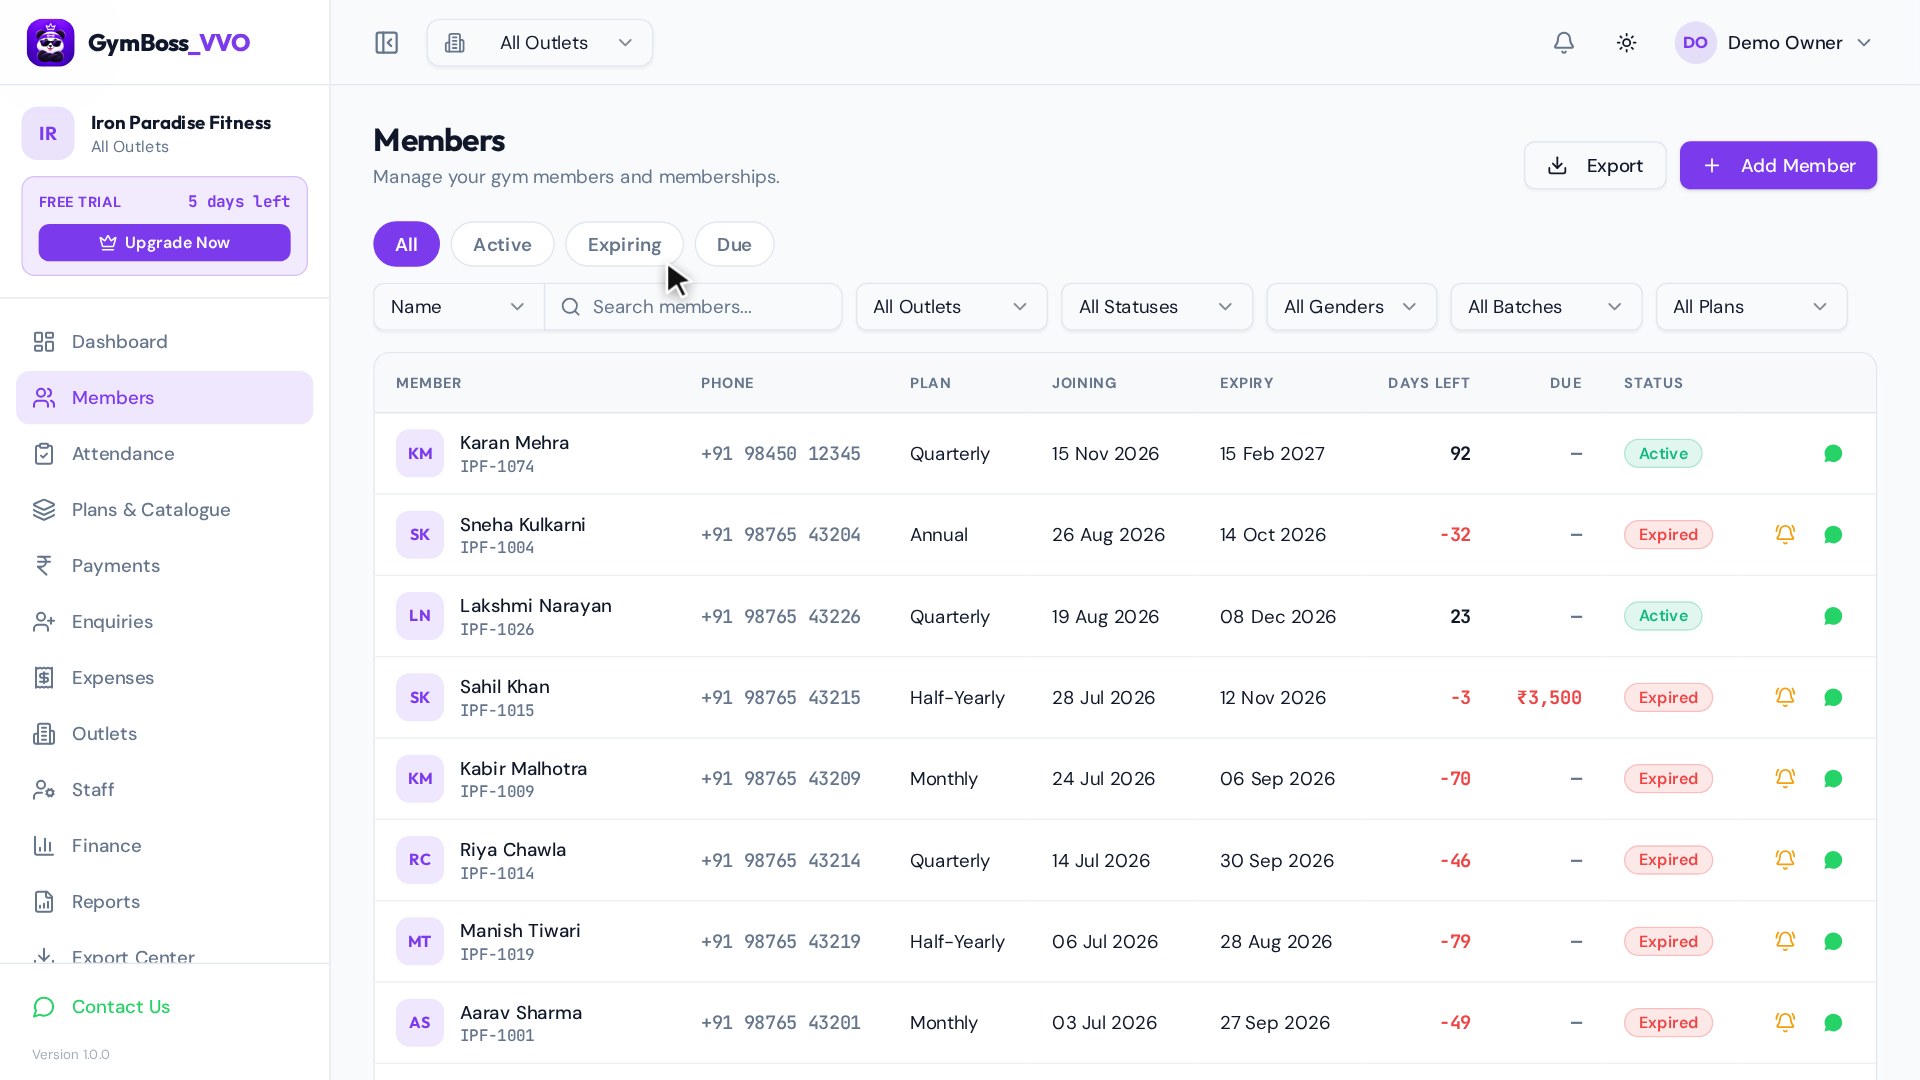 GymBoss_VVO
All Outlets
DO Demo Owner
IR Iron Paradise Fitness
All Outlets
FREE TRIAL 5 days left
Upgrade Now
Dashboard
Members
Attendance
Plans & Catalogue
Payments
Enquiries
Expenses
Outlets
Staff
Finance
Reports
Export Center
Contact Us
Version 1.0.0
Members
Manage your gym members and memberships.
Export
Add Member
All Active Expiring Due
Name Search members... All Outlets All Statuses All Genders All Batches All Plans
MEMBER PHONE PLAN JOINING EXPIRY DAYS LEFT DUE STATUS
KM Karan Mehra +91 98450 12345 Quarterly 15 Nov 2026 15 Feb 2027 92 – Active
IPF-1074
SK Sneha Kulkarni +91 98765 43204 Annual 26 Aug 2026 14 Oct 2026 -32 – Expired
IPF-1004
LN Lakshmi Narayan +91 98765 43226 Quarterly 19 Aug 2026 08 Dec 2026 23 – Active
IPF-1026
SK Sahil Khan +91 98765 43215 Half-Yearly 28 Jul 2026 12 Nov 2026 -3 ₹3,500 Expired
IPF-1015
KM Kabir Malhotra +91 98765 43209 Monthly 24 Jul 2026 06 Sep 2026 -70 – Expired
IPF-1009
RC Riya Chawla +91 98765 43214 Quarterly 14 Jul 2026 30 Sep 2026 -46 – Expired
IPF-1014
MT Manish Tiwari +91 98765 43219 Half-Yearly 06 Jul 2026 28 Aug 2026 -79 – Expired
IPF-1019
AS Aarav Sharma +91 98765 43201 Monthly 03 Jul 2026 27 Sep 2026 -49 – Expired
IPF-1001